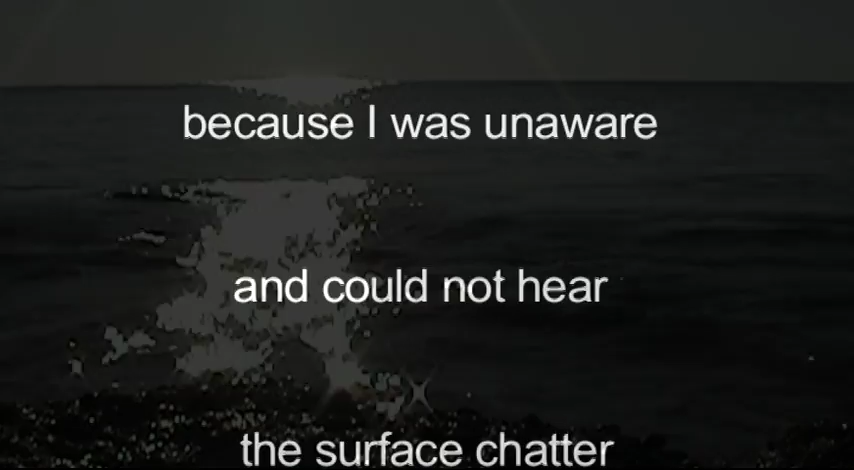 because I was unaware
and could not hear
the surface chatter